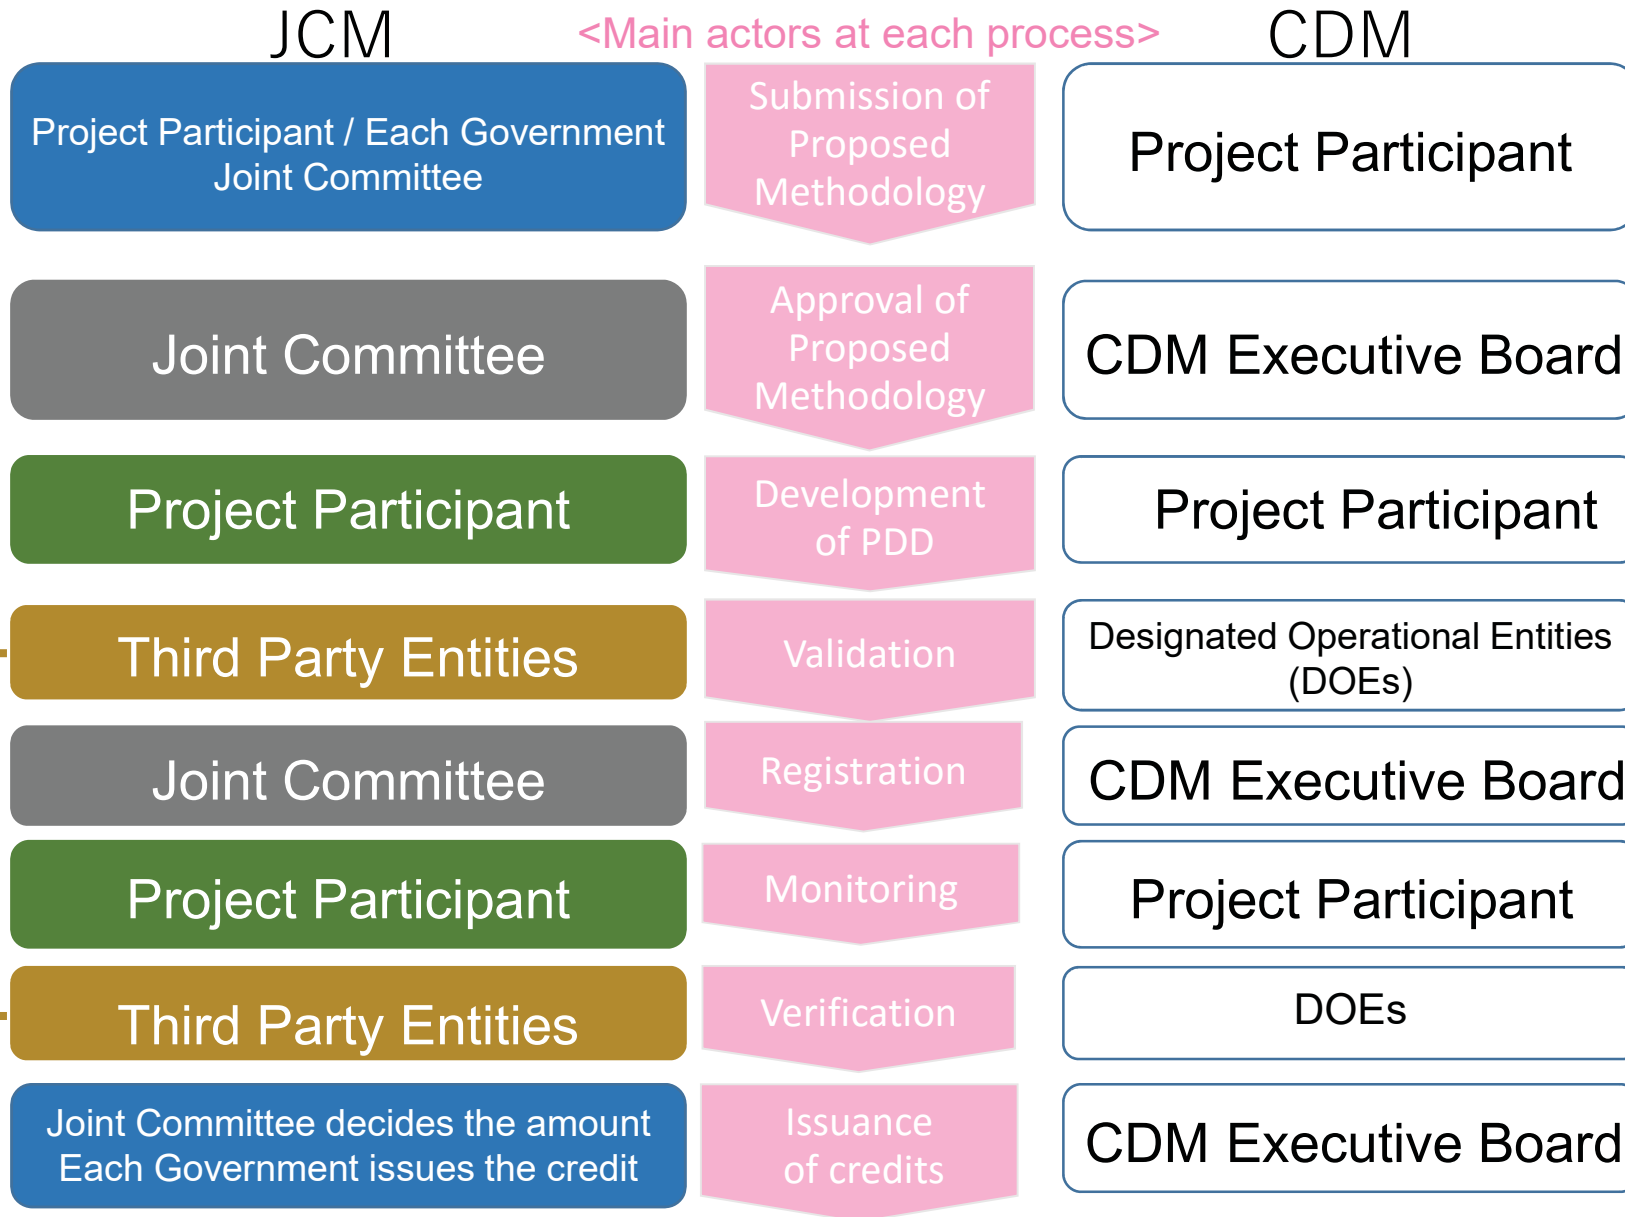 JCM
<Main actors at each process>
CDM
Project Participant / Each Government
Joint Committee
Submission of
Proposed
Methodology
Project Participant
Joint Committee
Approval of
Proposed
Methodology
CDM Executive Board
Project Participant
Development
of PDD
Project Participant
Third Party Entities
Validation
Designated Operational Entities
(DOEs)
Joint Committee
Registration
CDM Executive Board
Project Participant
Monitoring
Project Participant
Third Party Entities
Verification
DOEs
Joint Committee decides the amount
Each Government issues the credit
Issuance
of credits
CDM Executive Board